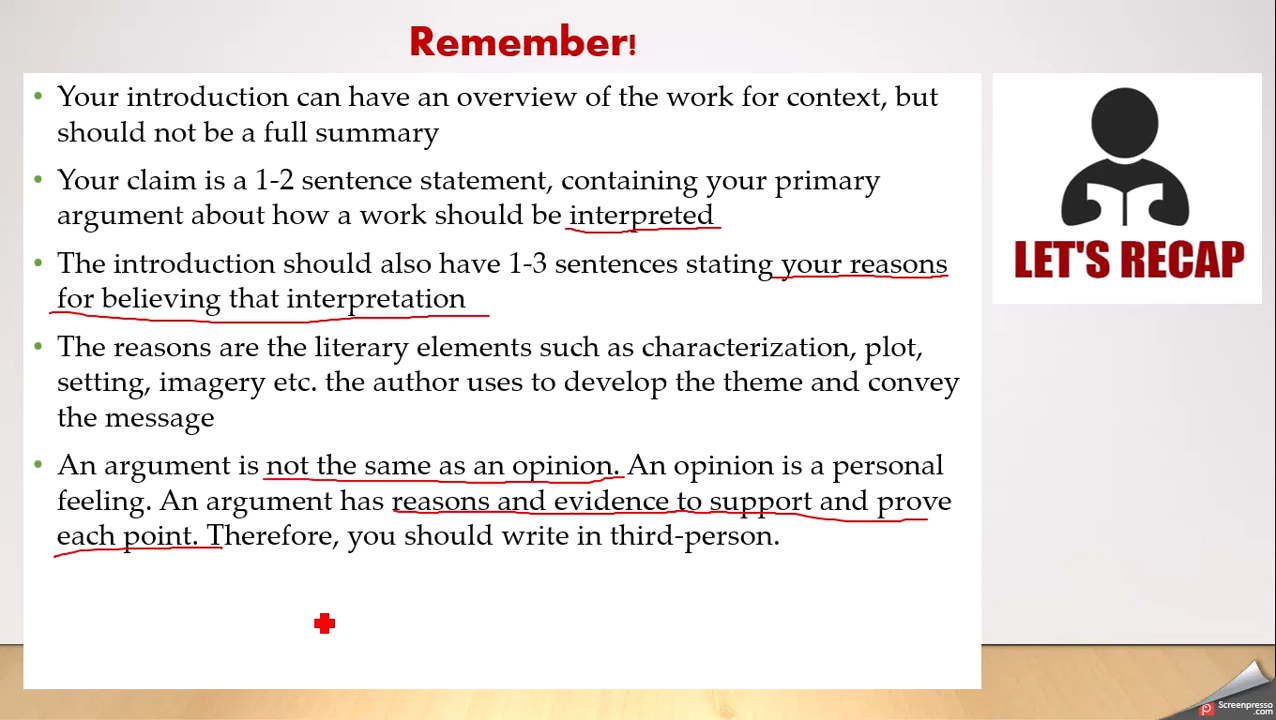 Remember!
• Your introduction can have an overview of the work for context, but
should not be a full summary
• Your claim is a 1-2 sentence statement, containing your primary
argument about how a work should be interpreted
• The introduction should also have 1-3 sentences stating your reasons
for believing that interpretation
• The reasons are the literary elements such as characterization, plot,
setting, imagery etc. the author uses to develop the theme and convey
the message
• An argument is not the same as an opinion. An opinion is a personal
feeling. An argument has reasons and evidence to support and prove
each point. Therefore, you should write in third-person.
LET'S RECAP
Screenpresso
.com